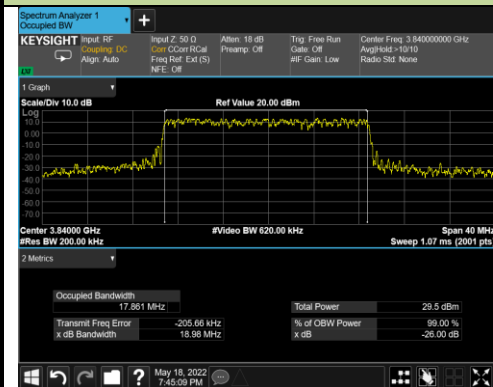 Spectrum Analyzer 1
Occupied BW
KEYSIGHT Input: RF Input Z: 50 Ω Atten: 18 dB Trig: Free Run Center Freq: 3.840000000 GHz
Coupling: DC Corr CCorr RCal Preamp: Off Gate: Off Avg|Hold:>10/10
Align: Auto Freq Ref: Ext (S) #IF Gain: Low Radio Std: None
NFE: Off
1 Graph
Scale/Div 10.0 dB Ref Value 20.00 dBm
Log
10.0
0.00
-10.0
-20.0
-30.0
-40.0
-50.0
-60.0
-70.0
Center 3.84000 GHz #Video BW 620.00 kHz Span 40 MHz
#Res BW 200.00 kHz Sweep 1.07 ms (2001 pts)
2 Metrics
Occupied Bandwidth
17.861 MHz Total Power 29.5 dBm
Transmit Freq Error -205.66 kHz % of OBW Power 99.00 %
x dB Bandwidth 18.98 MHz x dB -26.00 dB
? May 18, 2022
7:45:09 PM